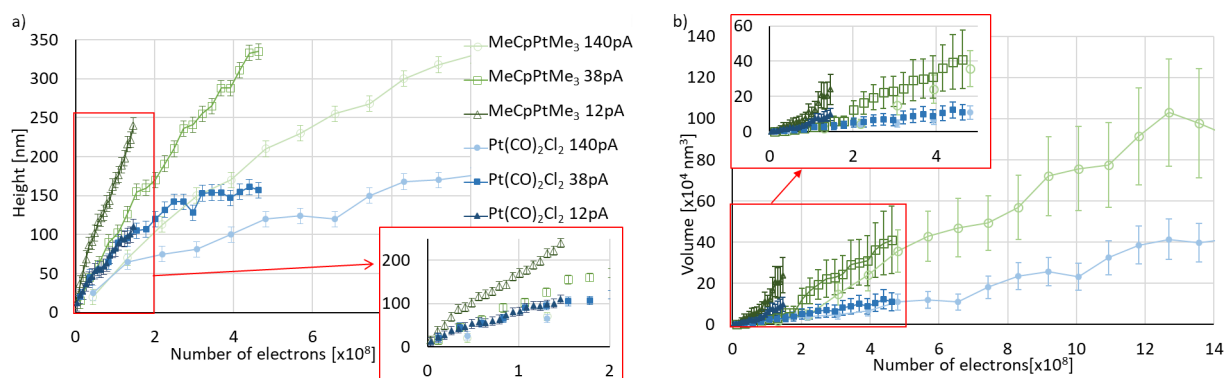 a)
350
300
250
200
150
100
50
0
Height [nm]
0 2 4 6
Number of electrons [x10⁸]
MeCpPtMe₃ 140pA
MeCpPtMe₃ 38pA
MeCpPtMe₃ 12pA
Pt(CO)₂Cl₂ 140pA
Pt(CO)₂Cl₂ 38pA
Pt(CO)₂Cl₂ 12pA
200
100
0
0 1 2
b)
140
120
100
80
60
40
20
0
Volume [x10⁴ nm³]
0 2 4 6 8 10 12 14
Number of electrons[x10⁸]
60
40
20
0
0 2 4